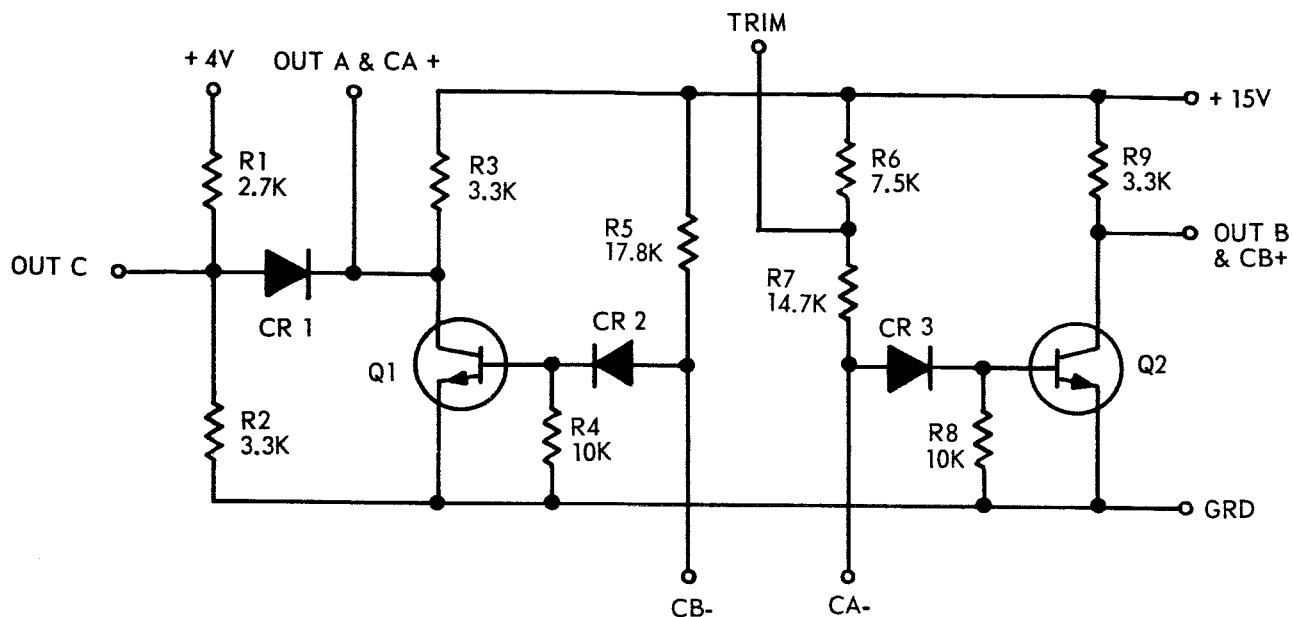 TRIM
+ 4V
OUT A & CA +
+ 15V
R1
2.7K
R3
3.3K
R6
7.5K
R9
3.3K
R5
17.8K
OUT B
& CB+
OUT C
R7
14.7K
CR 1
CR 2
CR 3
Q1
Q2
R2
3.3K
R4
10K
R8
10K
GRD
CB-
CA-